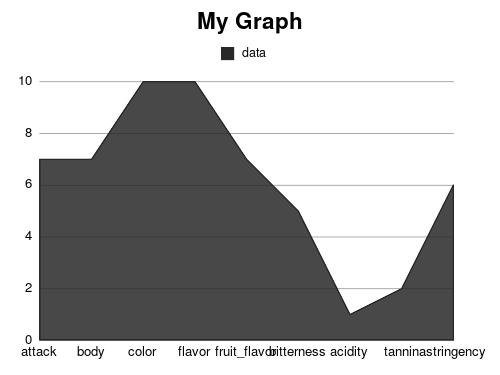 My Graph
data
10
8
6
4
2
0
attack body color flavor fruit_flavor bitterness acidity tannin astringency